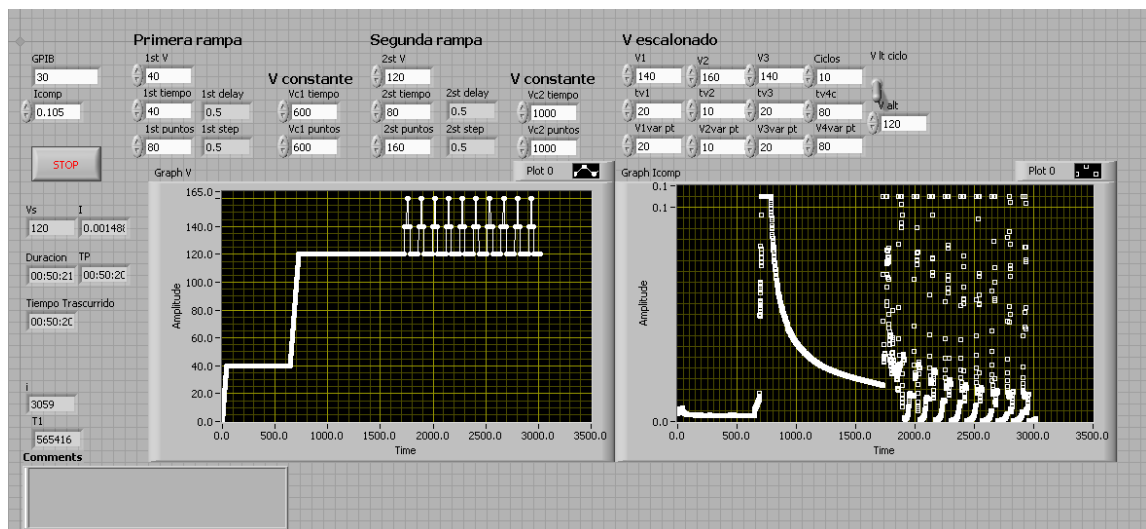 Primera rampa
Segunda rampa
V escalonado
GPIB
30
Icomp
0.105
1st V
40
1st tiempo
40
1st delay
0.5
1st puntos
80
1st step
0.5
V constante
Vc1 tiempo
600
Vc1 puntos
600
2st V
120
2st tiempo
80
2st delay
0.5
2st puntos
160
2st step
0.5
V constante
Vc2 tiempo
1000
Vc2 puntos
1000
V1
140
V2
160
V3
140
Ciclos
10
V lt ciclo
tv1
20
tv2
10
tv3
20
tv4c
80
V alt
120
V1var pt
20
V2var pt
10
V3var pt
20
V4var pt
80
STOP
Vs
120
I
0.00148
Duracion
00:50:21
TP
00:50:20
Tiempo Trascurrido
00:50:20
i
3059
T1
565416
Comments
Graph V
Plot 0
Amplitude
165.0
140.0
120.0
100.0
80.0
60.0
40.0
20.0
0.0
0.0 500.0 1000.0 1500.0 2000.0 2500.0 3000.0 3500.0
Time
Graph Icomp
Plot 0
Amplitude
0.1
0.1
0.0
0.0 500.0 1000.0 1500.0 2000.0 2500.0 3000.0 3500.0
Time